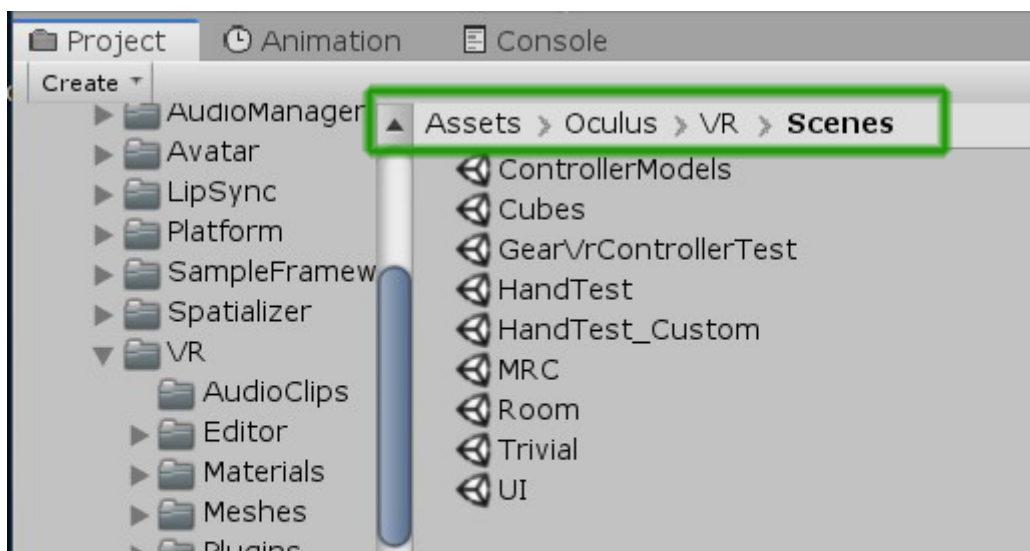 Project Animation Console
Create
AudioManager
Avatar
LipSync
Platform
SampleFramew
Spatializer
VR
AudioClips
Editor
Materials
Meshes
Plugins
Assets > Oculus > VR > Scenes
ControllerModels
Cubes
GearVrControllerTest
HandTest
HandTest_Custom
MRC
Room
Trivial
UI